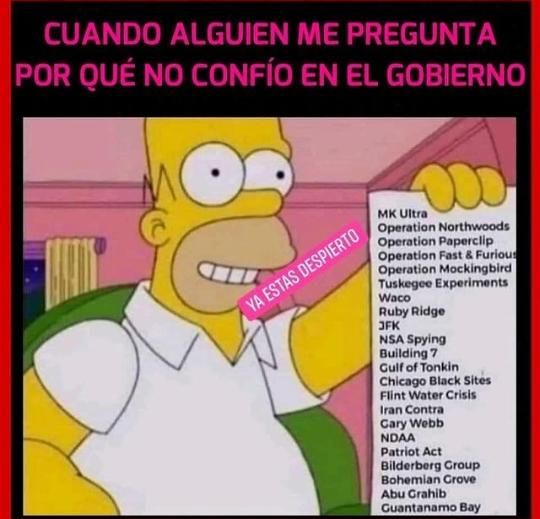 CUANDO ALGUIEN ME PREGUNTA
POR QUÉ NO CONFÍO EN EL GOBIERNO
YA ESTAS DESPIERTO
MK Ultra
Operation Northwoods
Operation Paperclip
Operation Fast & Furious
Operation Mockingbird
Tuskegee Experiments
Waco
Ruby Ridge
JFK
NSA Spying
Building 7
Gulf of Tonkin
Chicago Black Sites
Flint Water Crisis
Iran Contra
Gary Webb
NDAA
Patriot Act
Bilderberg Group
Bohemian Grove
Abu Grahib
Guantanamo Bay